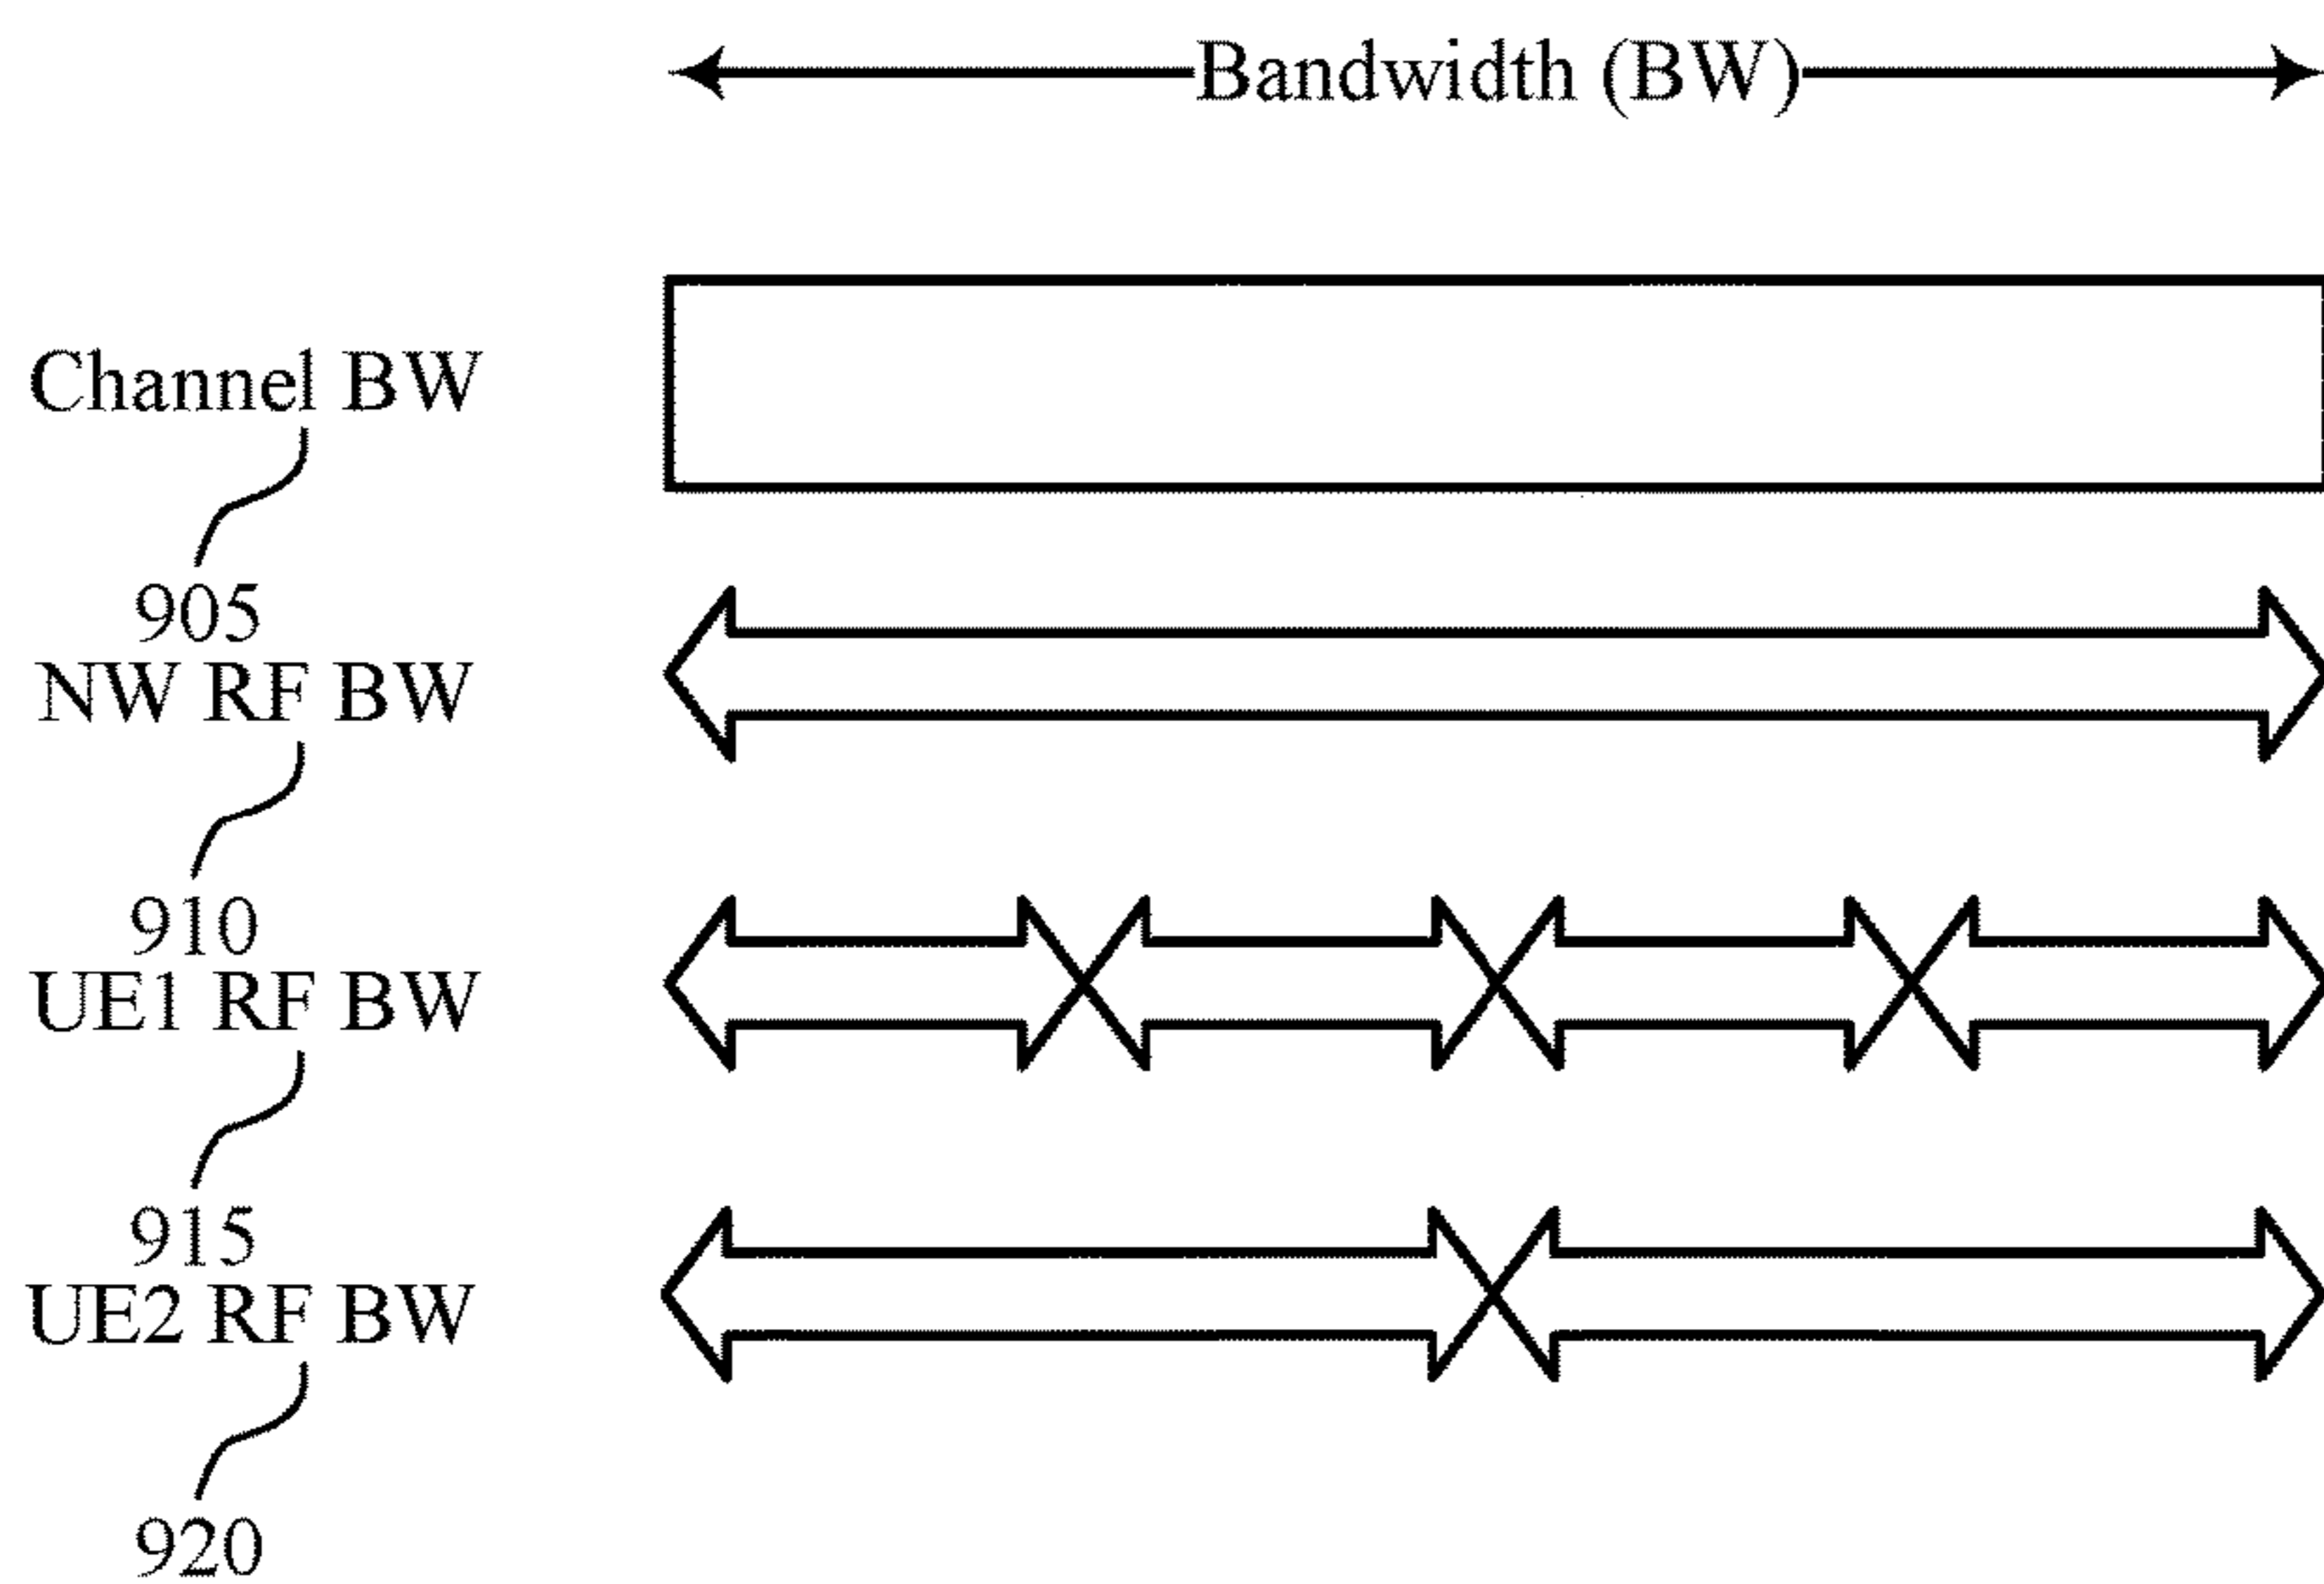 Bandwidth (BW)
Channel BW
905
NW RF BW
910
UE1 RF BW
915
UE2 RF BW
920